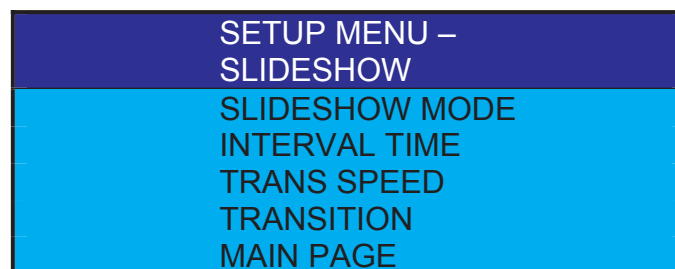 SETUP MENU –
SLIDESHOW
SLIDESHOW MODE
INTERVAL TIME
TRANS SPEED
TRANSITION
MAIN PAGE